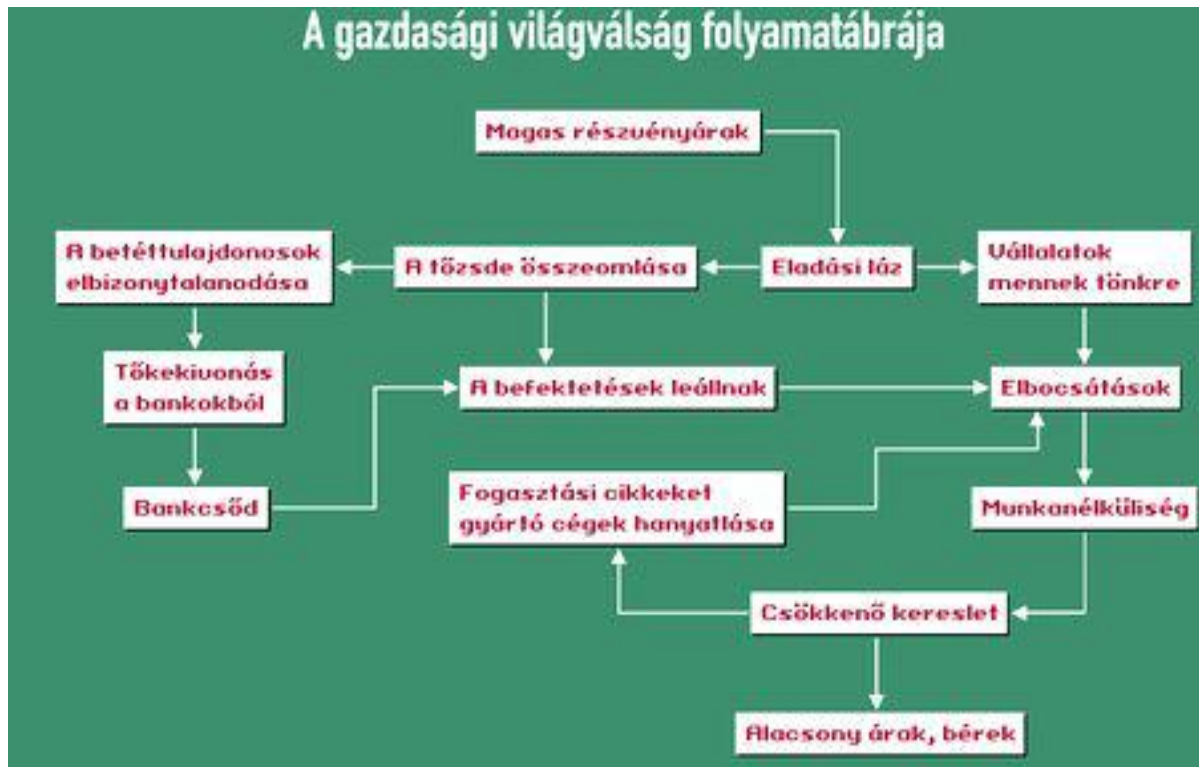 A gazdasági világválság folyamatábrája
Magas részvényárak
A betéttulajdonosok
elbizonytalanodása
A tőzsde összeomlása
Eladási láz
Vállalatok
mennek tönkre
Tőkekivonás
a bankokból
A befektetések leállnak
Elbocsátások
Bankcsőd
Fogasztási cikkeket
gyártó cégek hanyatlása
Munkanélküliség
Csökkenő kereslet
Alacsony árak, bérek